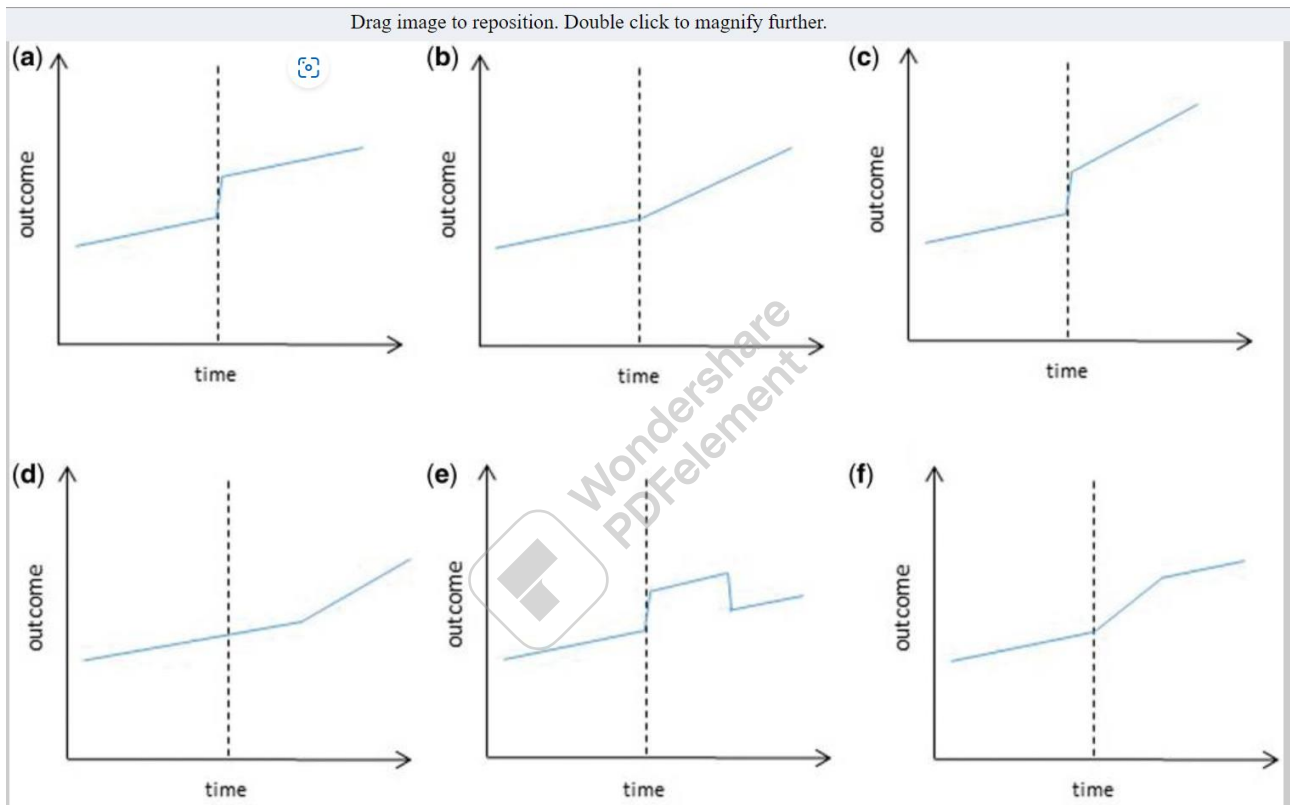 Drag image to reposition. Double click to magnify further.
(a)
(b)
(c)
outcome
outcome
outcome
time
time
time
Wondershare
PDFelement
(d)
(e)
(f)
outcome
outcome
outcome
time
time
time